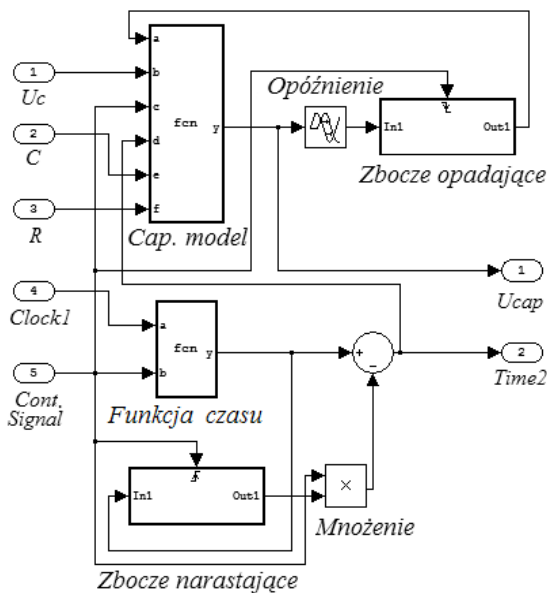 a
1
b
Uc
c
fcn
y
Opóźnienie
In1
Out1
2
d
C
e
Zbocze opadające
3
f
R
Cap. model
1
Ucap
4
Clock1
a
fcn
y
+
−
2
Time2
5
b
Cont.
Signal
Funkcja czasu
In1
Out1
×
Mnożenie
Zbocze narastające